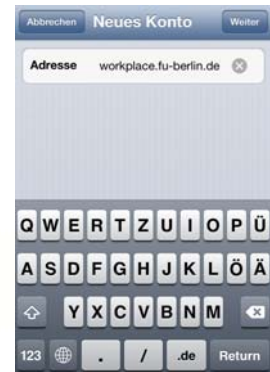 Abbrechen Neues Konto Weiter
Adresse workplace.fu-berlin.de
Q W E R T Z U I O P Ü
A S D F G H J K L Ö Ä
Y X C V B N M
123 . / .de Return